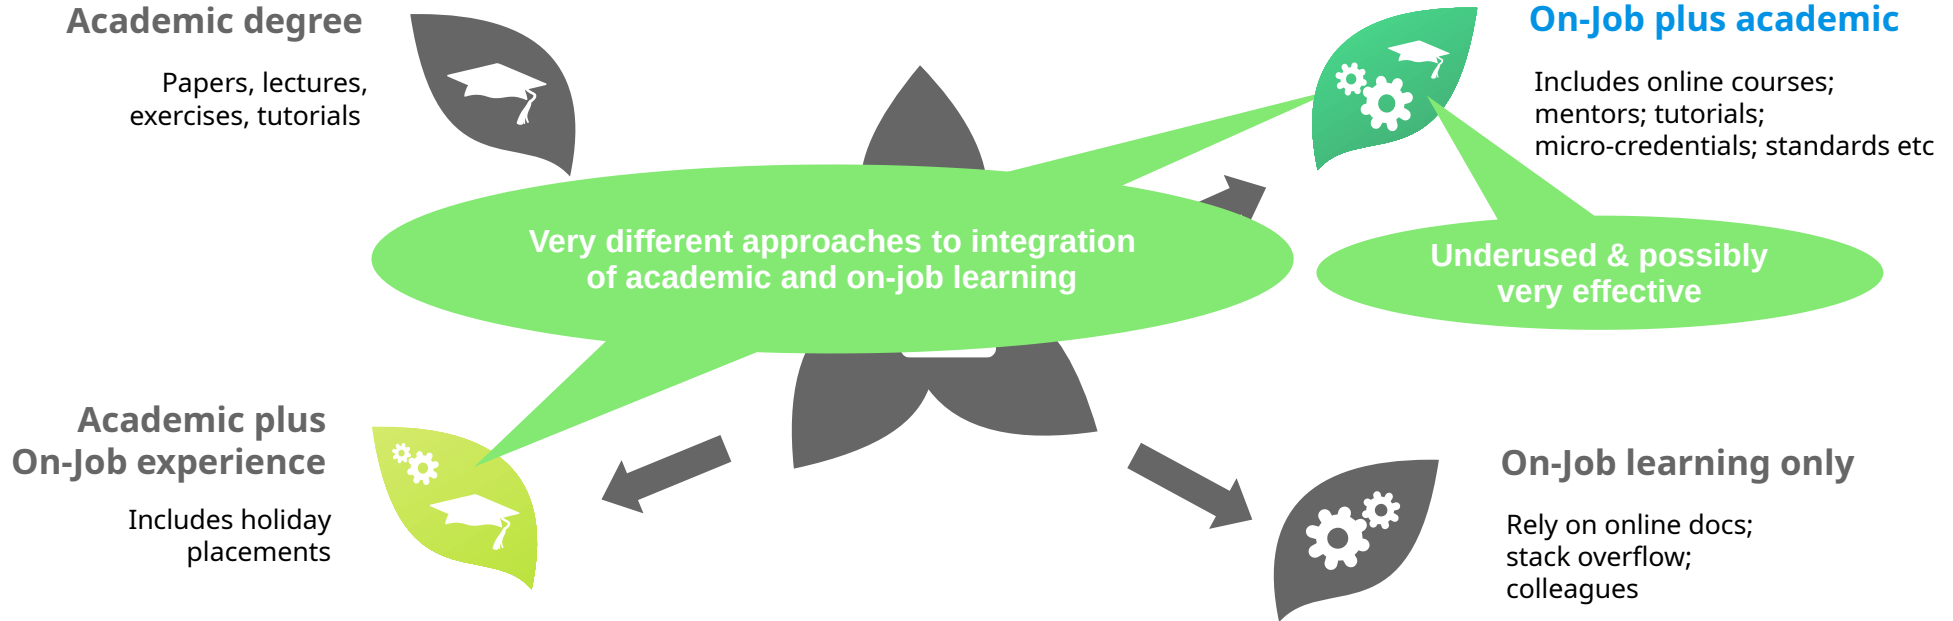 Academic degree
Papers, lectures,
exercises, tutorials
On-Job plus academic
Includes online courses;
mentors; tutorials;
micro-credentials; standards etc
Very different approaches to integration
of academic and on-job learning
Underused & possibly
very effective
Academic plus
On-Job experience
Includes holiday
placements
On-Job learning only
Rely on online docs;
stack overflow;
colleagues